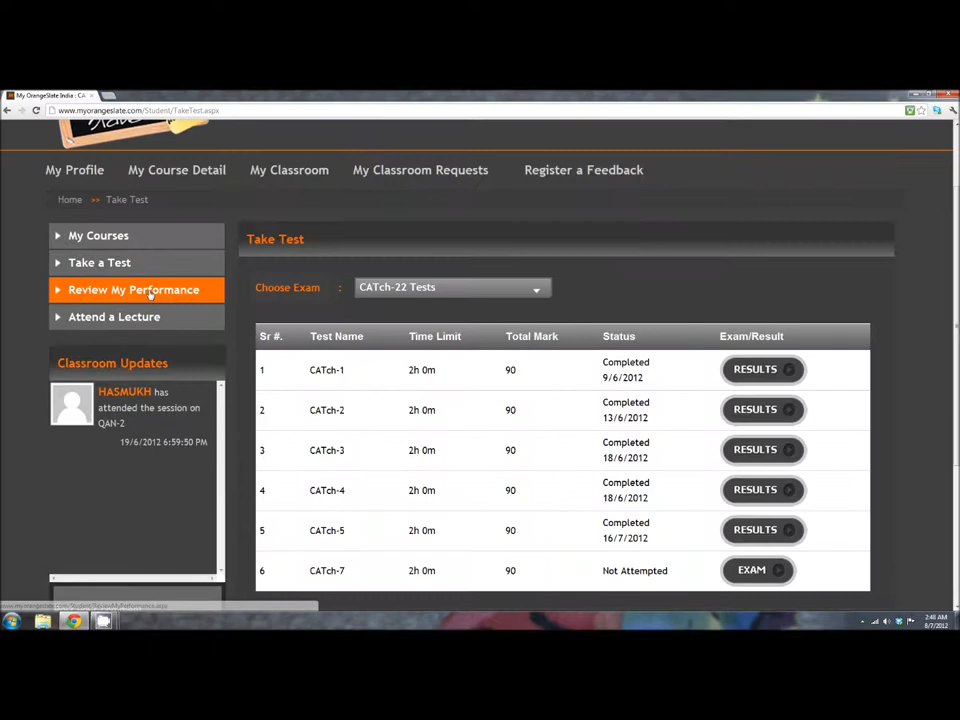 My OrangeSlate India : CA
www.myorangeslate.com/Student/TakeTest.aspx
My Profile My Course Detail My Classroom My Classroom Requests Register a Feedback
Home >> Take Test
My Courses
Take a Test
Review My Performance
Attend a Lecture
Classroom Updates
HASMUKH has
attended the session on
QAN-2
19/6/2012 6:59:50 PM
Take Test
Choose Exam : CATch-22 Tests
Sr #. Test Name Time Limit Total Mark Status Exam/Result
1 CATch-1 2h 0m 90 Completed 9/6/2012 RESULTS
2 CATch-2 2h 0m 90 Completed 13/6/2012 RESULTS
3 CATch-3 2h 0m 90 Completed 18/6/2012 RESULTS
4 CATch-4 2h 0m 90 Completed 18/6/2012 RESULTS
5 CATch-5 2h 0m 90 Completed 16/7/2012 RESULTS
6 CATch-7 2h 0m 90 Not Attempted EXAM
www.myorangeslate.com/Student/ReviewMyPerformance.aspx
2:48 AM
8/7/2012